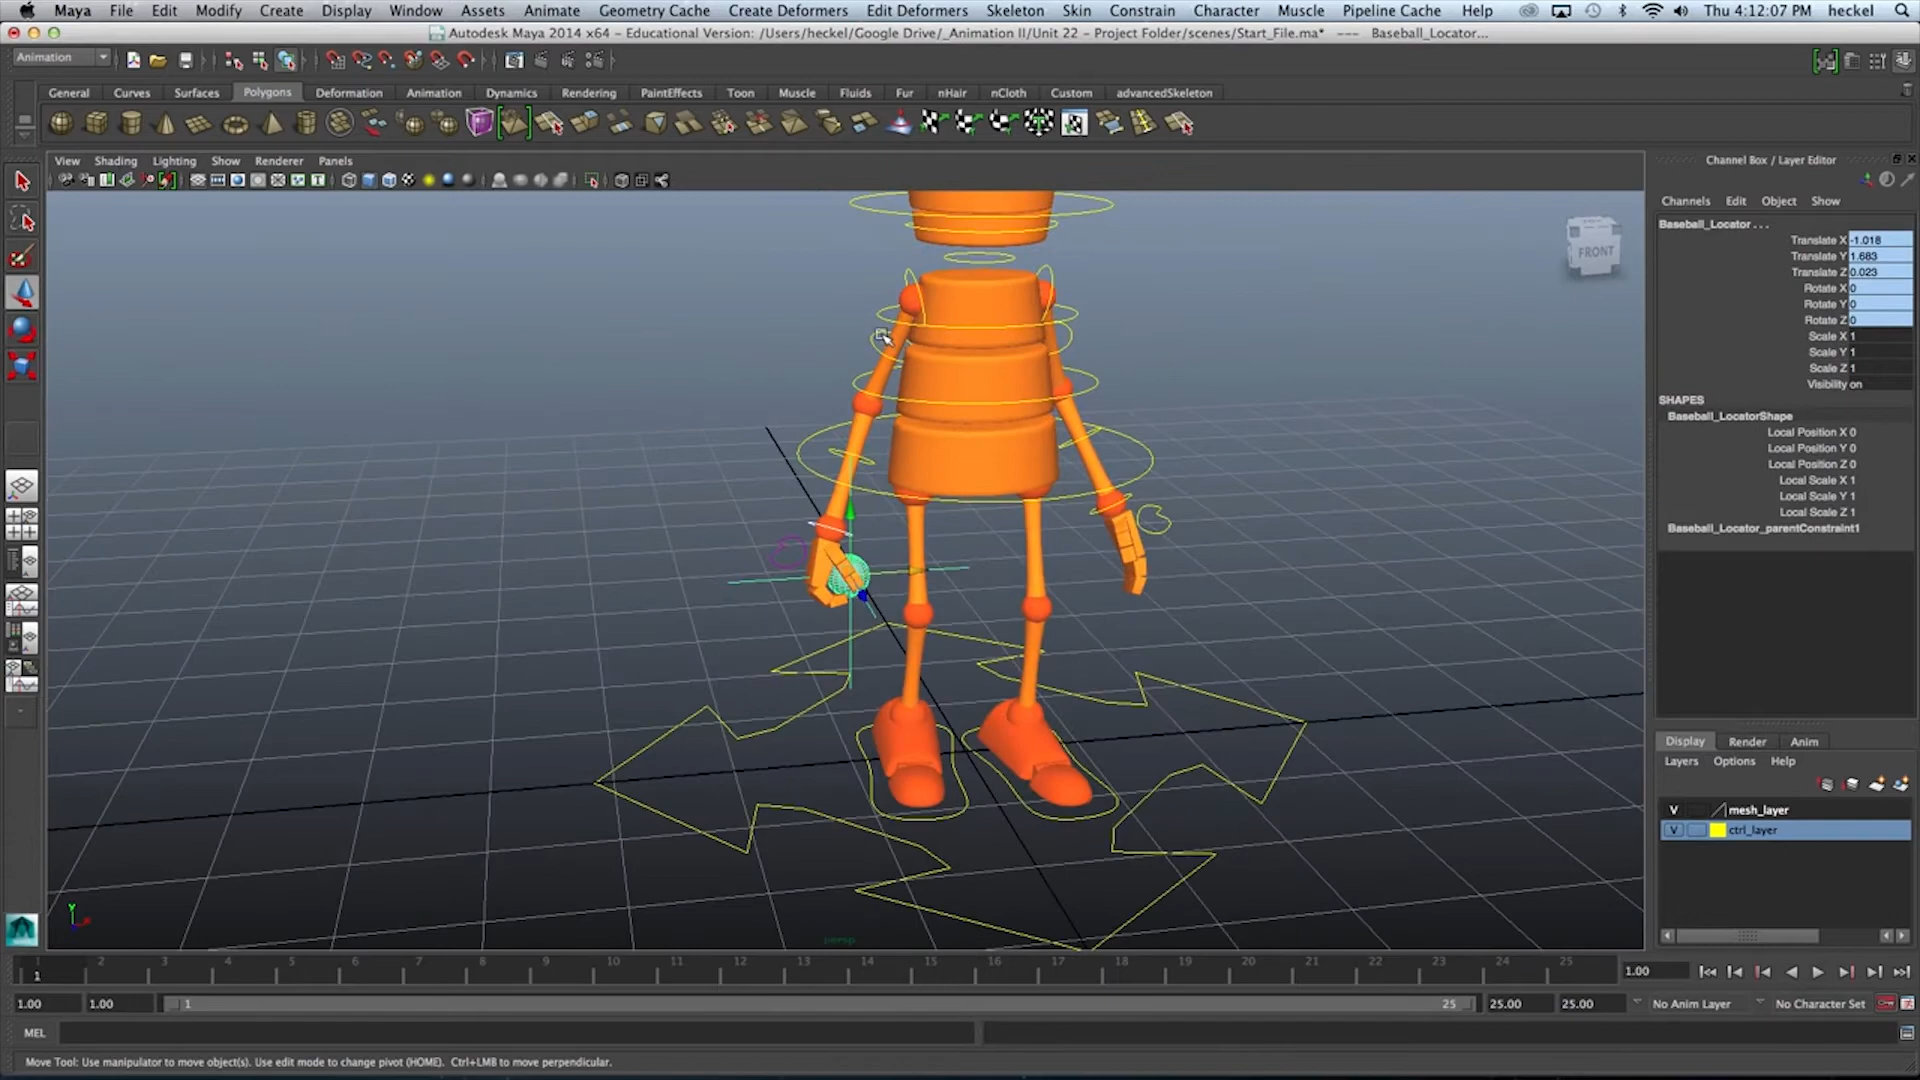 Maya File Edit Modify Create Display Window Assets Animate Geometry Cache Create Deformers Edit Deformers Skeleton Skin Constrain Character Muscle Pipeline Cache Help Thu 4:12:07 PM heckel
Autodesk Maya 2014 x64 - Educational Version: /Users/heckel/Google Drive/_Animation II/Unit 22 - Project Folder/scenes/Start_File.ma* --- Baseball_Locator...
Animation
General Curves Surfaces Polygons Deformation Animation Dynamics Rendering PaintEffects Toon Muscle Fluids Fur nHair nCloth Custom advancedSkeleton
View Shading Lighting Show Renderer Panels
Channel Box / Layer Editor
Channels Edit Object Show
Baseball_Locator . . .
Translate X -1.018
Translate Y 1.683
Translate Z 0.023
Rotate X 0
Rotate Y 0
Rotate Z 0
Scale X 1
Scale Y 1
Scale Z 1
Visibility on
SHAPES
Baseball_LocatorShape
Local Position X 0
Local Position Y 0
Local Position Z 0
Local Scale X 1
Local Scale Y 1
Local Scale Z 1
Baseball_Locator_parentConstraint1
FRONT
Display Render Anim
Layers Options Help
V mesh_layer
V ctrl_layer
Y
persp
1 2 3 4 5 6 7 8 9 10 11 12 13 14 15 16 17 18 19 20 21 22 23 24 25 1.00
1
1.00 1.00 1 25 25.00 25.00 No Anim Layer No Character Set
MEL
Move Tool: Use manipulator to move object(s). Use edit mode to change pivot (HOME). Ctrl+LMB to move perpendicular.